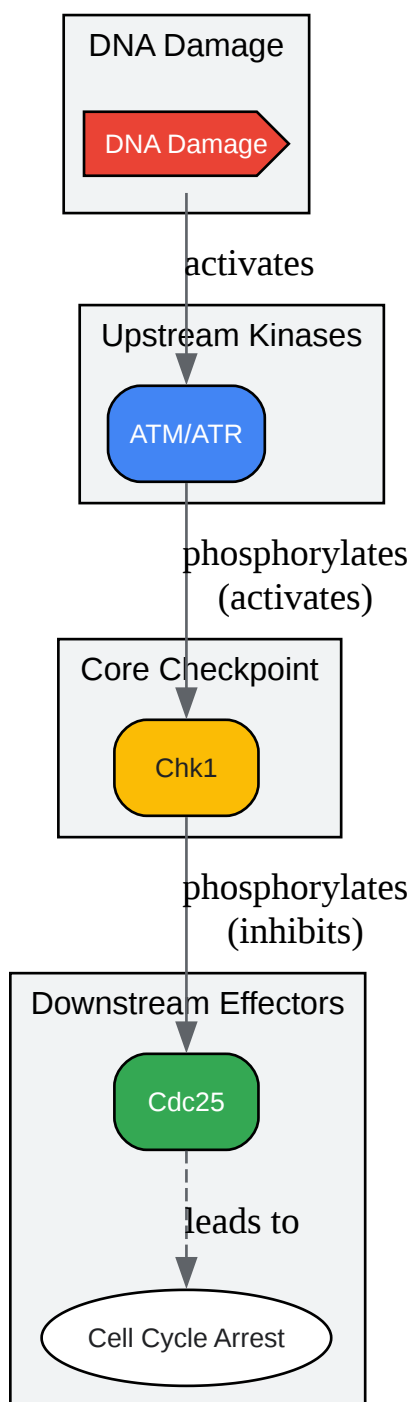 DNA Damage
DNA Damage
activates
Upstream Kinases
ATM/ATR
phosphorylates
(activates)
Core Checkpoint
Chk1
phosphorylates
(inhibits)
Downstream Effectors
Cdc25
leads to
Cell Cycle Arrest